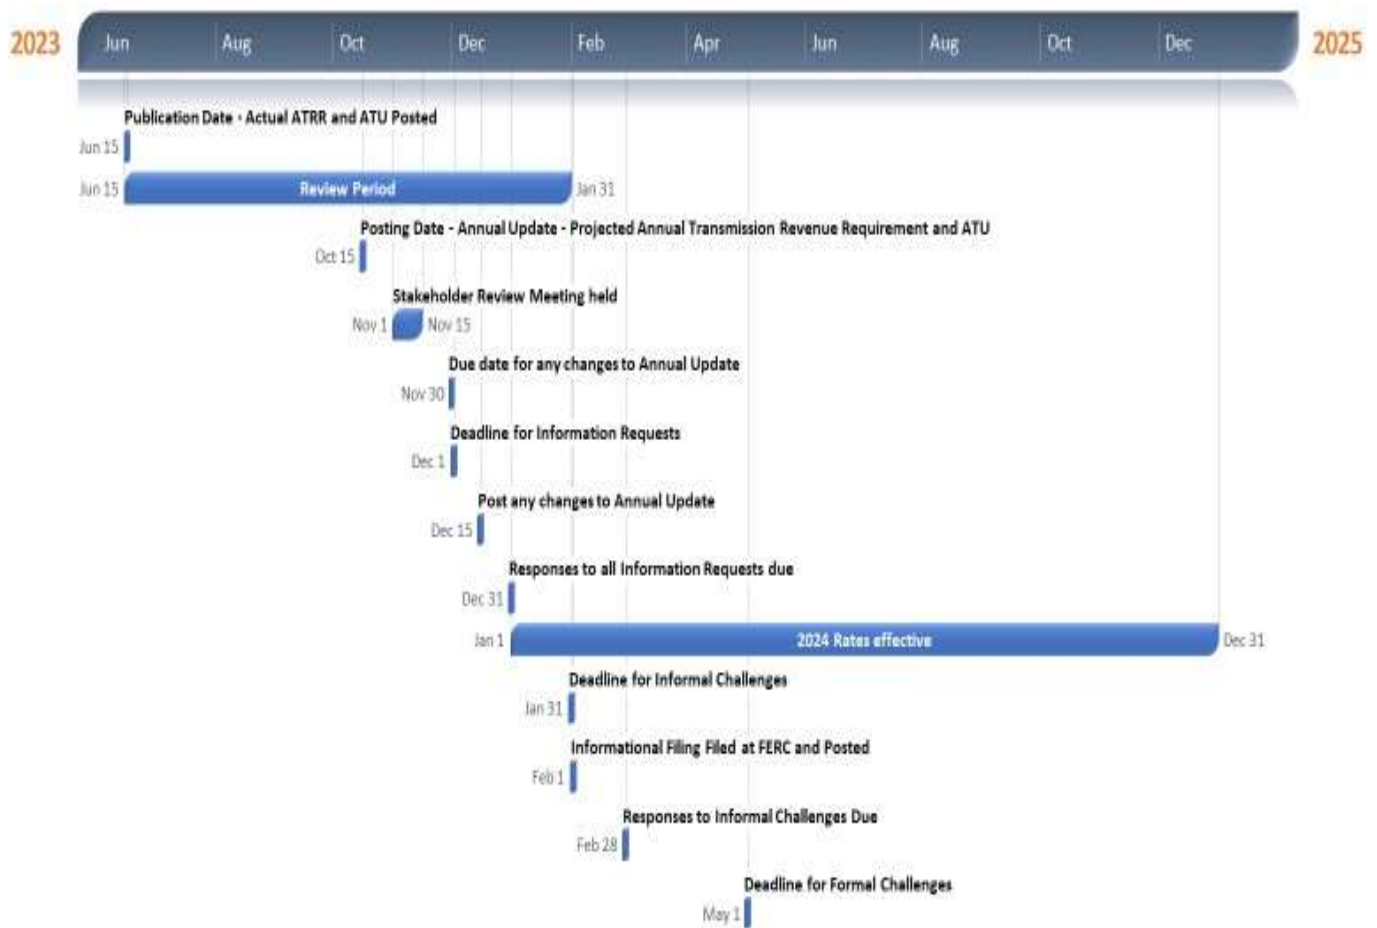 2023 Jun Aug Oct Dec Feb Apr Jun Aug Oct Dec 2025
Publication Date - Actual ATRR and ATU Posted
Jun 15
Jun 15 Review Period Jan 31
Posting Date - Annual Update - Projected Annual Transmission Revenue Requirement and ATU
Oct 15
Stakeholder Review Meeting held
Nov 1 Nov 15
Due date for any changes to Annual Update
Nov 30
Deadline for Information Requests
Dec 1
Post any changes to Annual Update
Dec 15
Responses to all Information Requests due
Dec 31
Jan 1 2024 Rates effective Dec 31
Deadline for Informal Challenges
Jan 31
Informational Filing Filed at FERC and Posted
Feb 1
Responses to Informal Challenges Due
Feb 28
Deadline for Formal Challenges
May 1